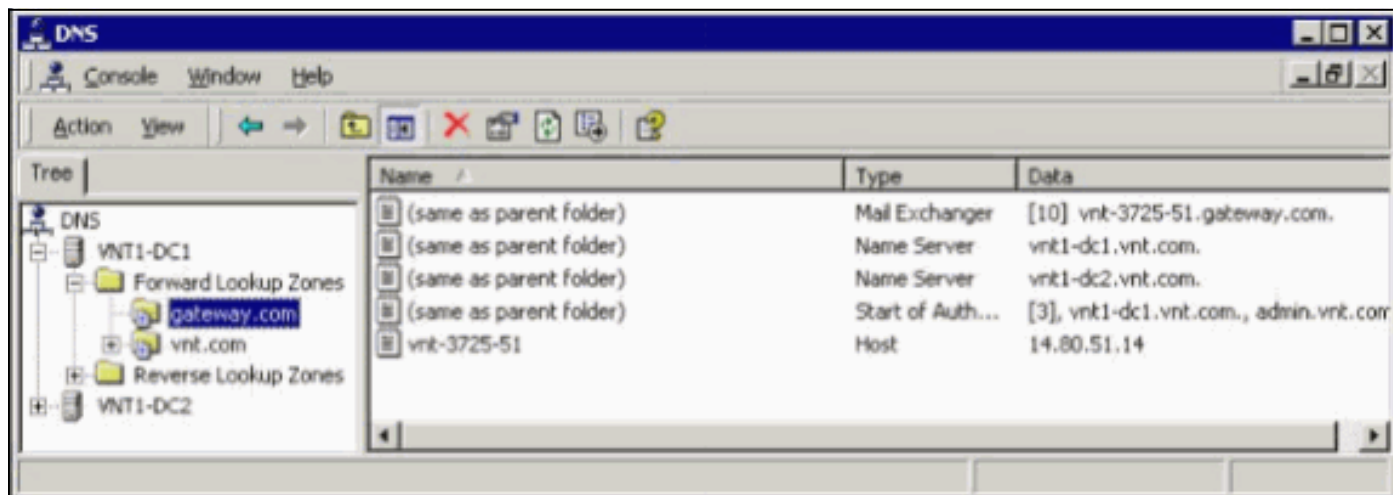 DNS
Console Window Help
Action View
Tree
Name Type Data
DNS
VNT1-DC1
Forward Lookup Zones
gateway.com
vnt.com
Reverse Lookup Zones
VNT1-DC2
(same as parent folder) Mail Exchanger [10] vnt-3725-51.gateway.com.
(same as parent folder) Name Server vnt1-dc1.vnt.com.
(same as parent folder) Name Server vnt1-dc2.vnt.com.
(same as parent folder) Start of Auth... [3], vnt1-dc1.vnt.com., admin.vnt.com
vnt-3725-51 Host 14.80.51.14